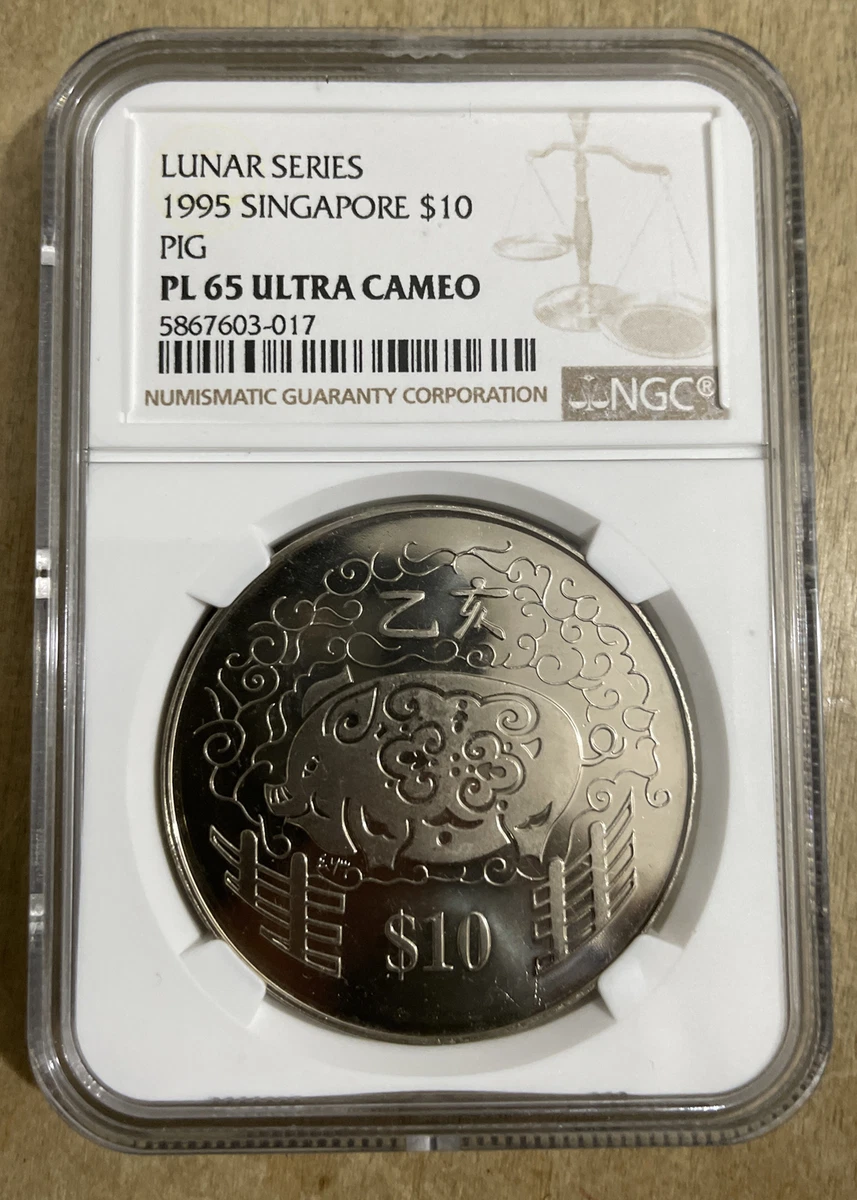 LUNAR SERIES
1995 SINGAPORE $10
PIG
PL 65 ULTRA CAMEO
5867603-017
NUMISMATIC GUARANTY CORPORATION
NGC®
乙亥
$10